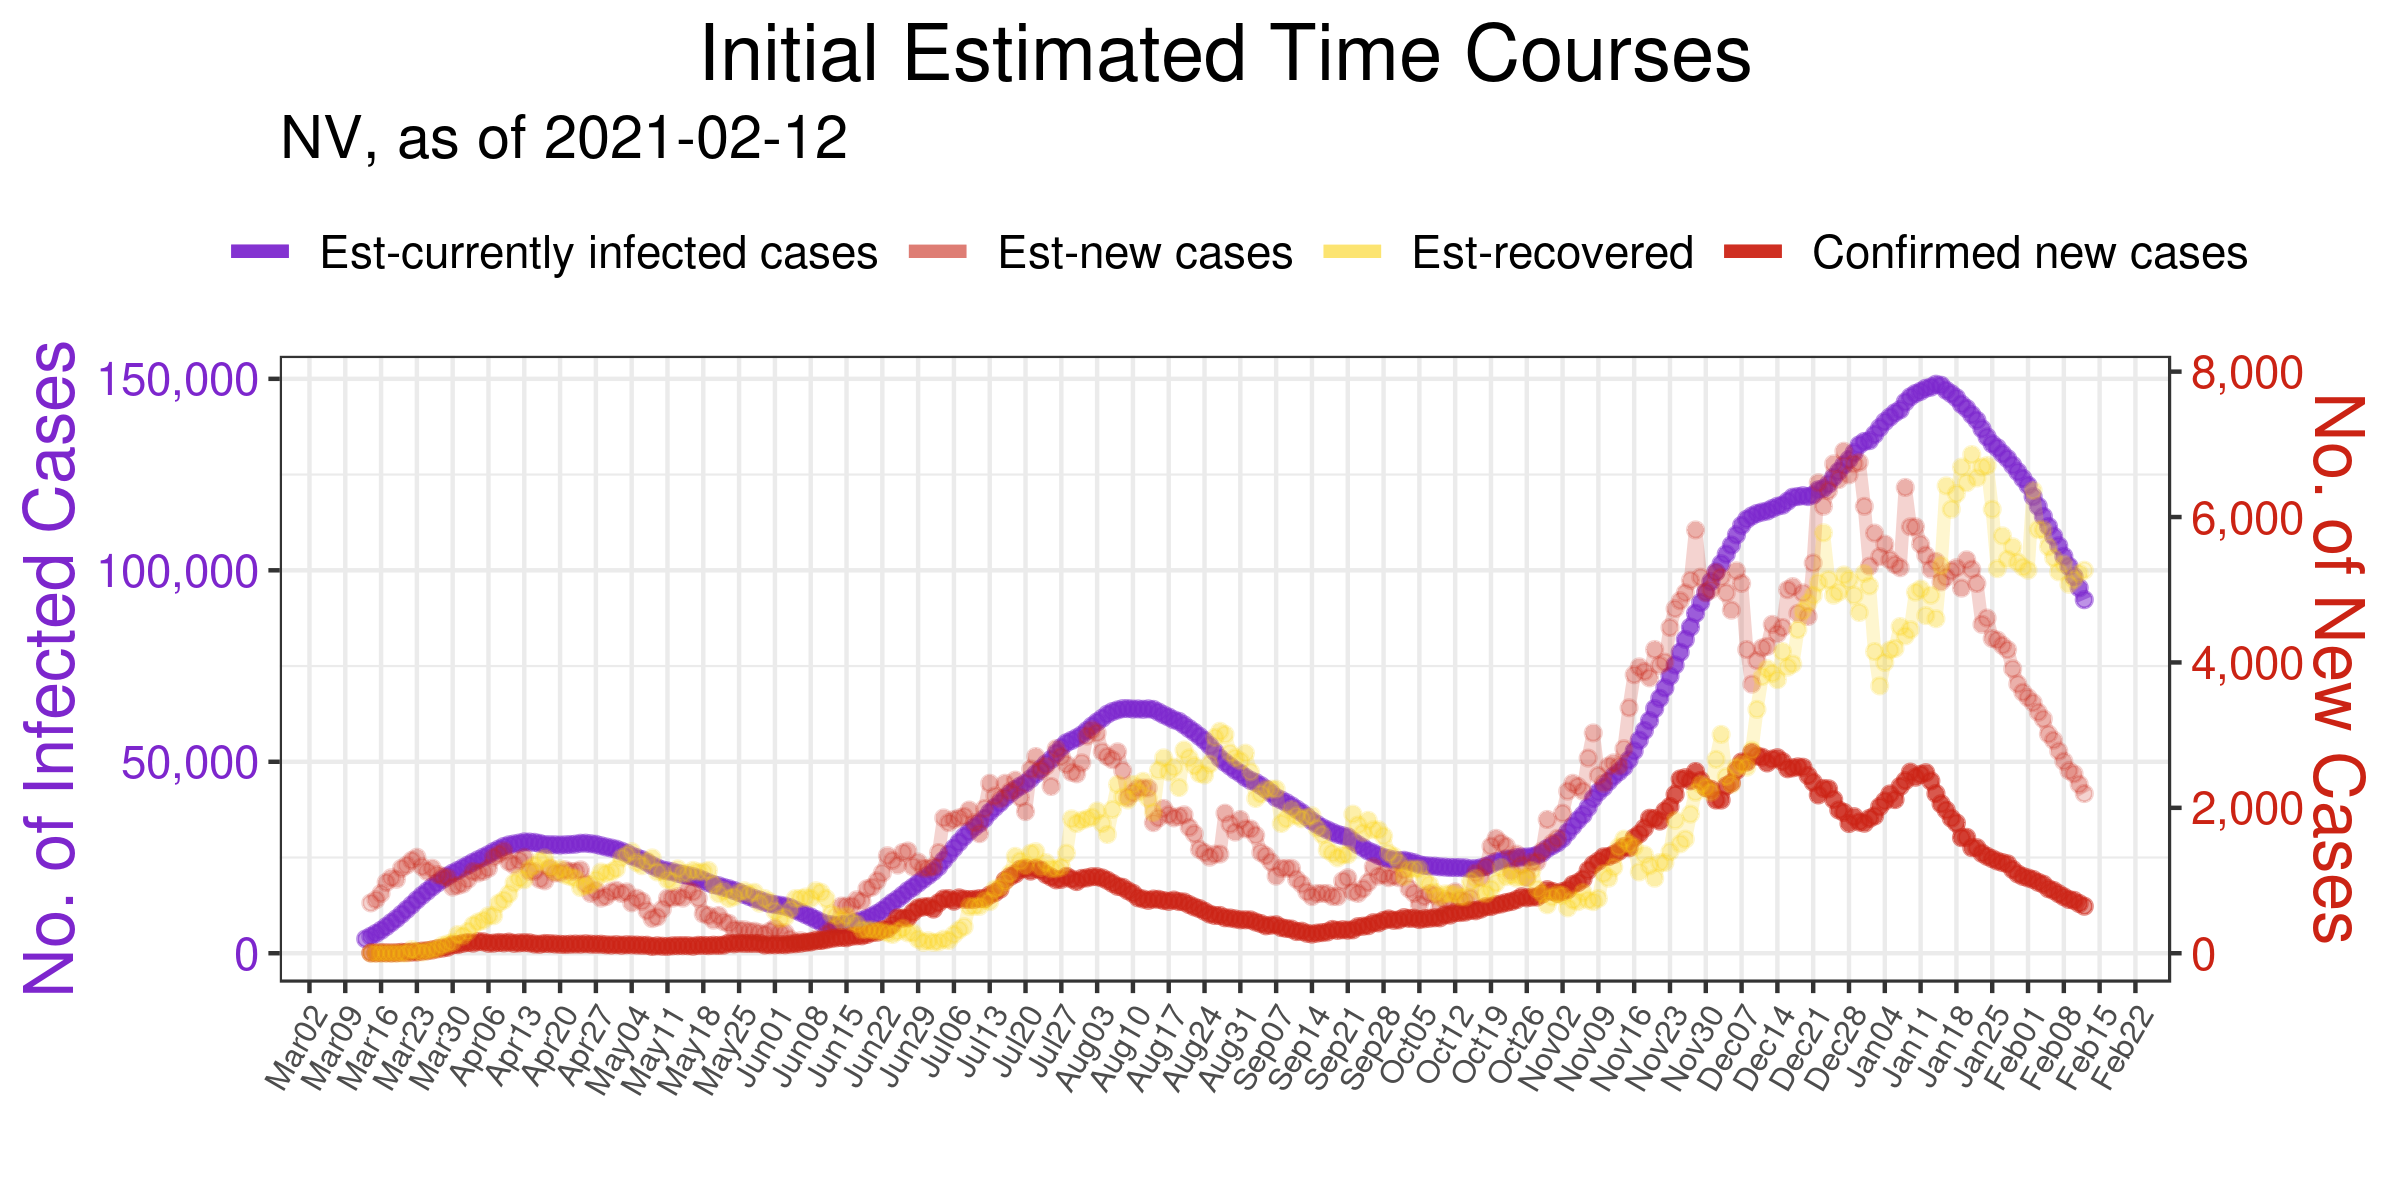 Initial Estimated Time Courses
NV, as of 2021-02-12
Est-currently infected cases Est-new cases Est-recovered Confirmed new cases
No. of Infected Cases
150,000
100,000
50,000
0
8,000
6,000
4,000
2,000
0
No. of New Cases
Mar02 Mar09 Mar16 Mar23 Mar30 Apr06 Apr13 Apr20 Apr27 May04 May11 May18 May25 Jun01 Jun08 Jun15 Jun22 Jun29 Jul06 Jul13 Jul20 Jul27 Aug03 Aug10 Aug17 Aug24 Aug31 Sep07 Sep14 Sep21 Sep28 Oct05 Oct12 Oct19 Oct26 Nov02 Nov09 Nov16 Nov23 Nov30 Dec07 Dec14 Dec21 Dec28 Jan04 Jan11 Jan18 Jan25 Feb01 Feb08 Feb15 Feb22